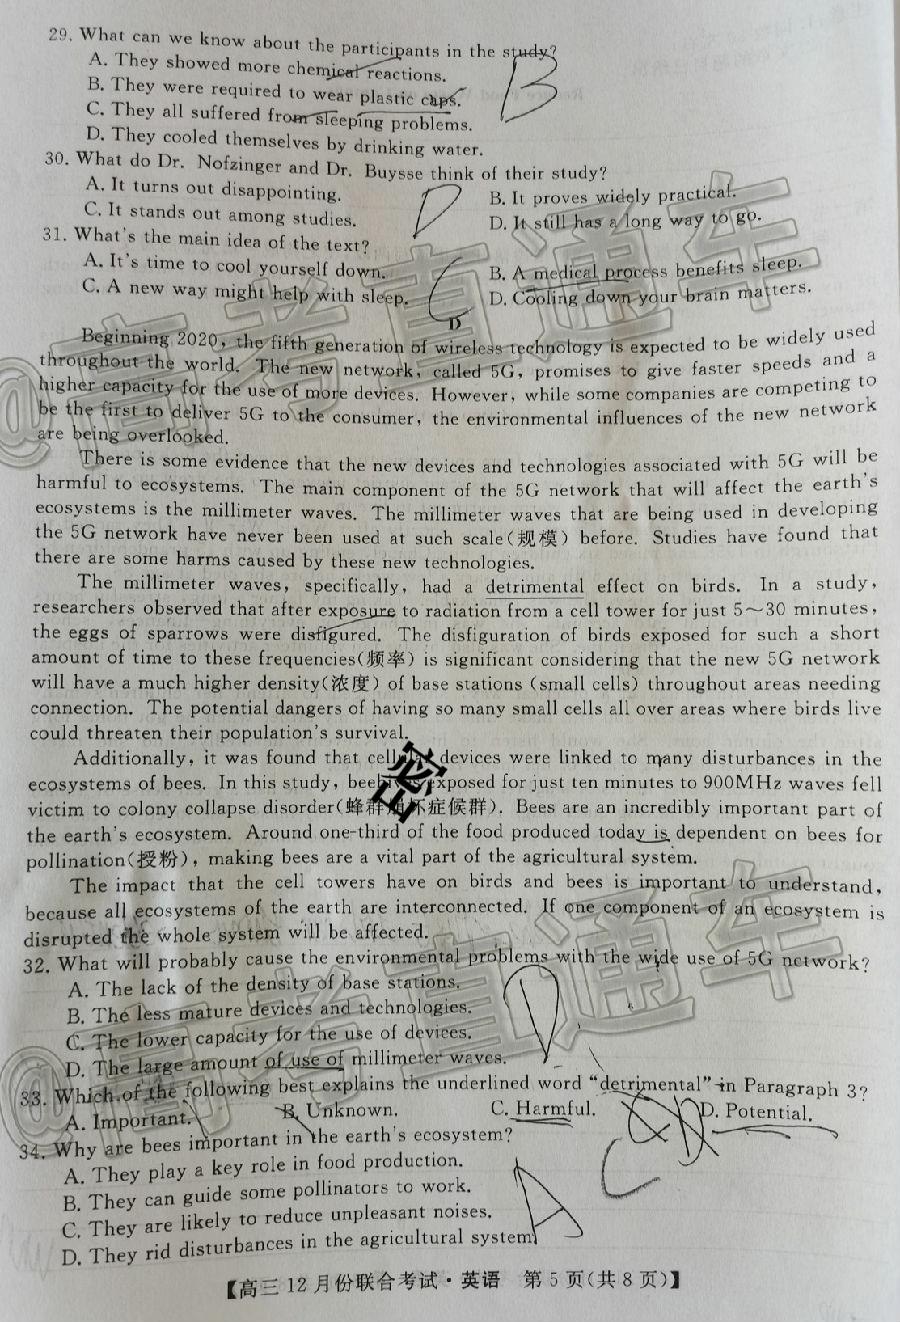 29. What can we know about the participants in the study?
A. They showed more chemical reactions.
B. They were required to wear plastic caps.
C. They all suffered from sleeping problems.
D. They cooled themselves by drinking water.
B
30. What do Dr. Nofzinger and Dr. Buysse think of their study?
A. It turns out disappointing.
B. It proves widely practical.
C. It stands out among studies.
D. It still has a long way to go.
D
31. What's the main idea of the text?
A. It's time to cool yourself down.
B. A medical process benefits sleep.
C. A new way might help with sleep.
D. Cooling down your brain matters.
C
D
Beginning 2020, the fifth generation of wireless technology is expected to be widely used
throughout the world. The new network, called 5G, promises to give faster speeds and a
higher capacity for the use of more devices. However, while some companies are competing to
be the first to deliver 5G to the consumer, the environmental influences of the new network
are being overlooked.
There is some evidence that the new devices and technologies associated with 5G will be
harmful to ecosystems. The main component of the 5G network that will affect the earth's
ecosystems is the millimeter waves. The millimeter waves that are being used in developing
the 5G network have never been used at such scale(规模) before. Studies have found that
there are some harms caused by these new technologies.
The millimeter waves, specifically, had a detrimental effect on birds. In a study,
researchers observed that after exposure to radiation from a cell tower for just 5~30 minutes,
the eggs of sparrows were disfigured. The disfiguration of birds exposed for such a short
amount of time to these frequencies(频率) is significant considering that the new 5G network
will have a much higher density(浓度) of base stations (small cells) throughout areas needing
connection. The potential dangers of having so many small cells all over areas where birds live
could threaten their population's survival.
Additionally, it was found that cellular devices were linked to many disturbances in the
ecosystems of bees. In this study, beehives exposed for just ten minutes to 900MHz waves fell
victim to colony collapse disorder(蜂群崩坏症候群). Bees are an incredibly important part of
the earth's ecosystem. Around one-third of the food produced today is dependent on bees for
pollination(授粉), making bees are a vital part of the agricultural system.
The impact that the cell towers have on birds and bees is important to understand,
because all ecosystems of the earth are interconnected. If one component of an ecosystem is
disrupted the whole system will be affected.
密
32. What will probably cause the environmental problems with the wide use of 5G network?
A. The lack of the density of base stations.
B. The less mature devices and technologies.
C. The lower capacity for the use of devices.
D. The large amount of use of millimeter waves.
D
33. Which of the following best explains the underlined word "detrimental" in Paragraph 3?
A. Important.
B. Unknown.
C. Harmful.
D. Potential.
C
34. Why are bees important in the earth's ecosystem?
A. They play a key role in food production.
B. They can guide some pollinators to work.
C. They are likely to reduce unpleasant noises.
D. They rid disturbances in the agricultural system
A
【高三12月份联合考试·英语 第5页(共8页)】
@高考直通车
@高考直通车